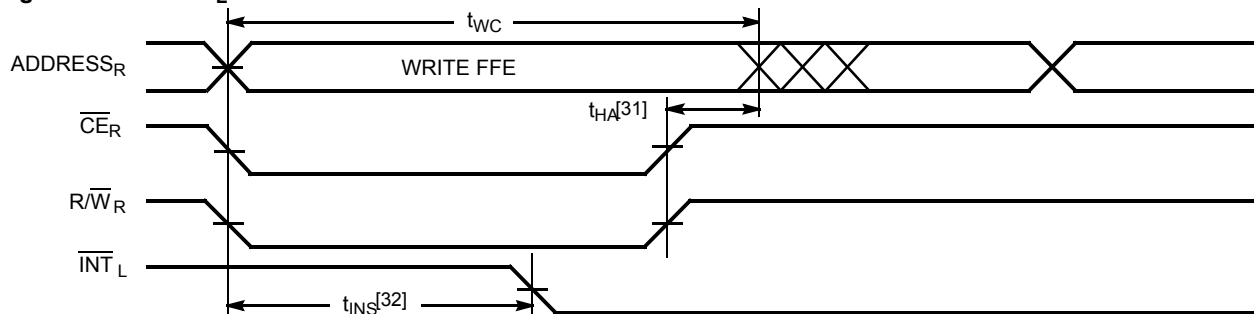 tWC
ADDRESSR
WRITE FFE
tHA[31]
CER
R/WR
INTL
tINS[32]